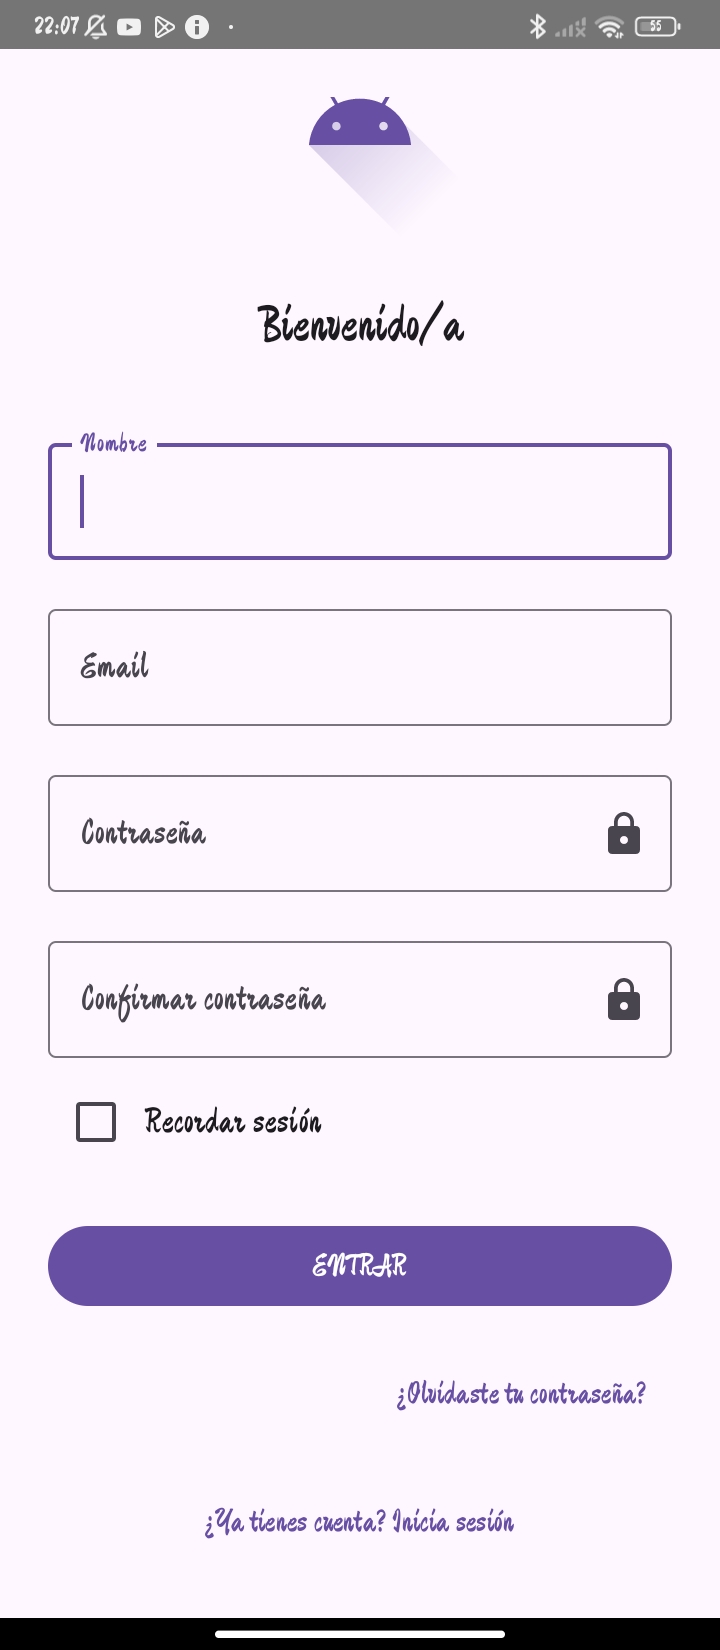 22:07
55
Bienvenido/a
Nombre
Email
Contraseña
Confirmar contraseña
Recordar sesión
ENTRAR
¿Olvidaste tu contraseña?
¿Ya tienes cuenta? Inicia sesión